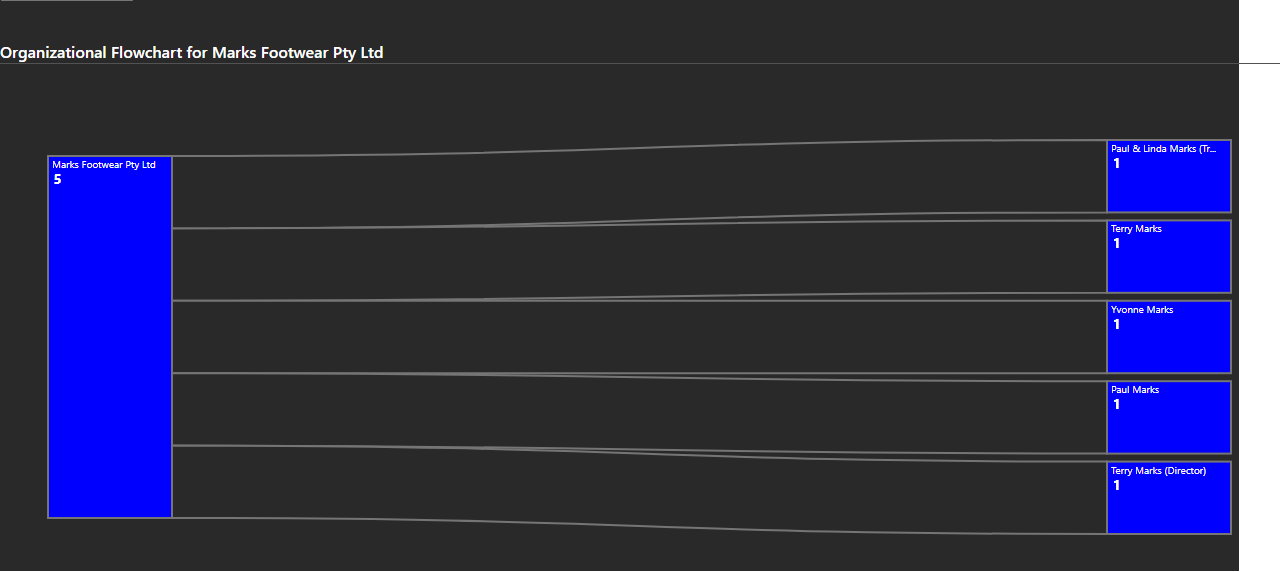 Organizational Flowchart for Marks Footwear Pty Ltd
Marks Footwear Pty Ltd
5
Paul & Linda Marks (Tr...
1
Terry Marks
1
Yvonne Marks
1
Paul Marks
1
Terry Marks (Director)
1